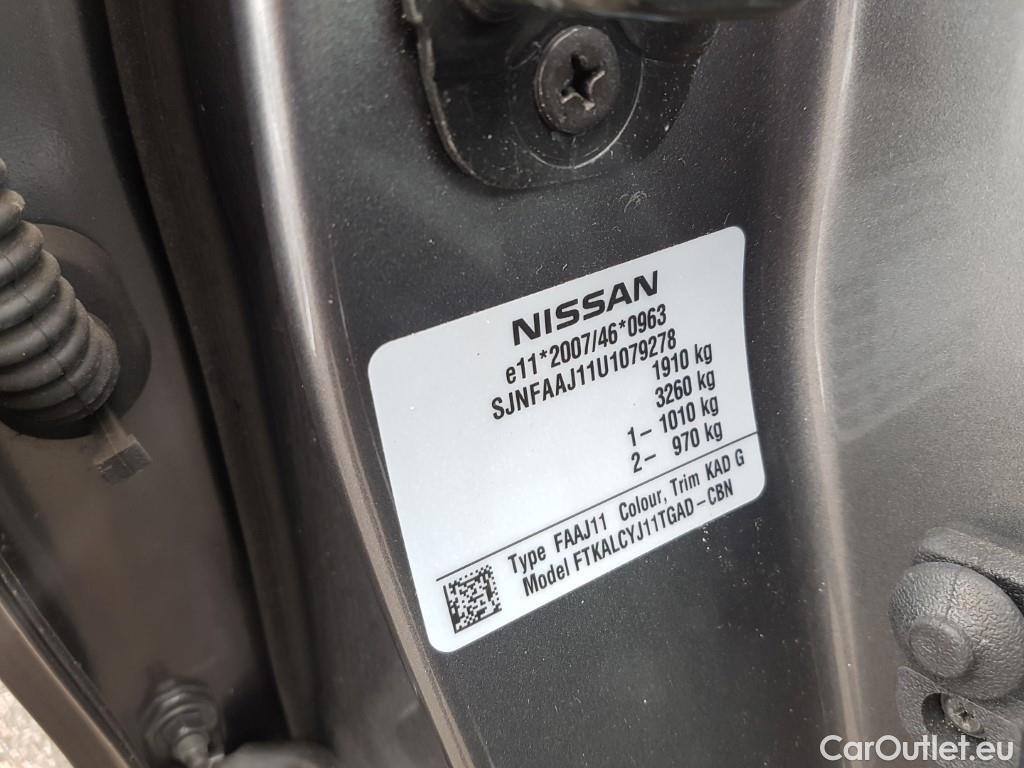 NISSAN
e11*2007/46*0963
SJNFAAJ11U1079278
1910 kg
3260 kg
1- 1010 kg
2- 970 kg
Type FAAJ11 Colour, Trim KAD G
Model FTKALCYJ11TGAD-CBN
CarOutlet.eu